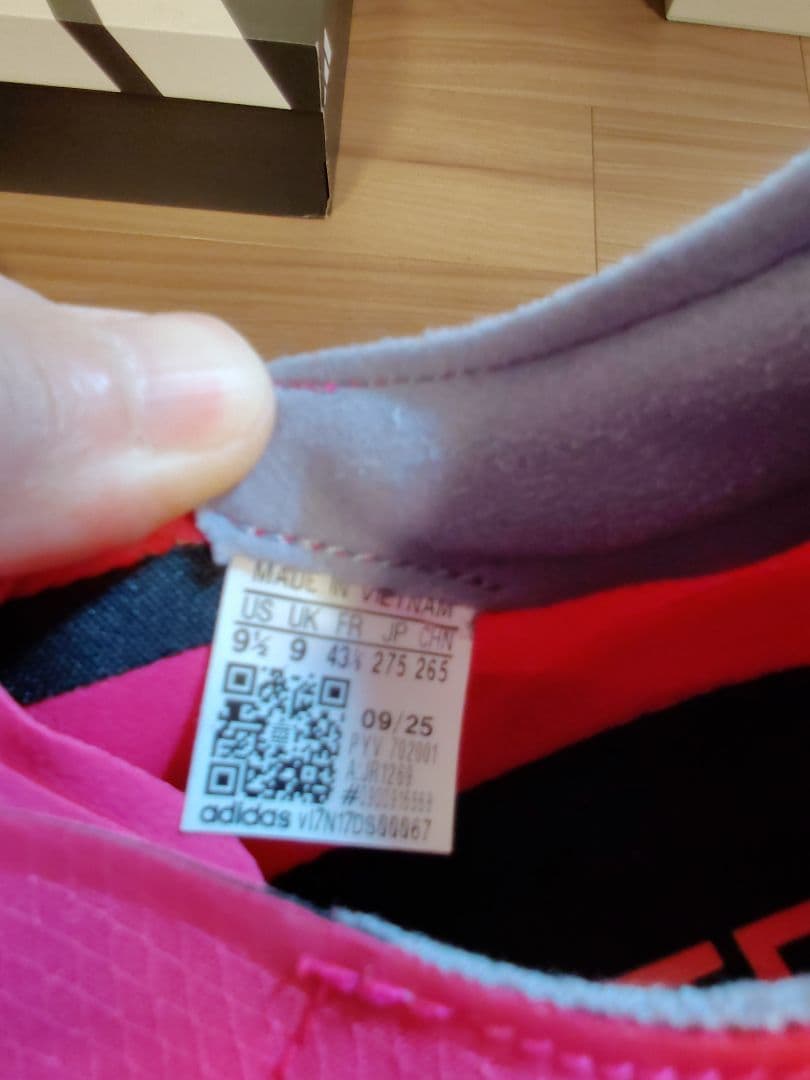 MADE IN VIETNAM
US UK FR JP CHN
9½ 9 43⅓ 275 265
09/25
PYV 702001
adidas